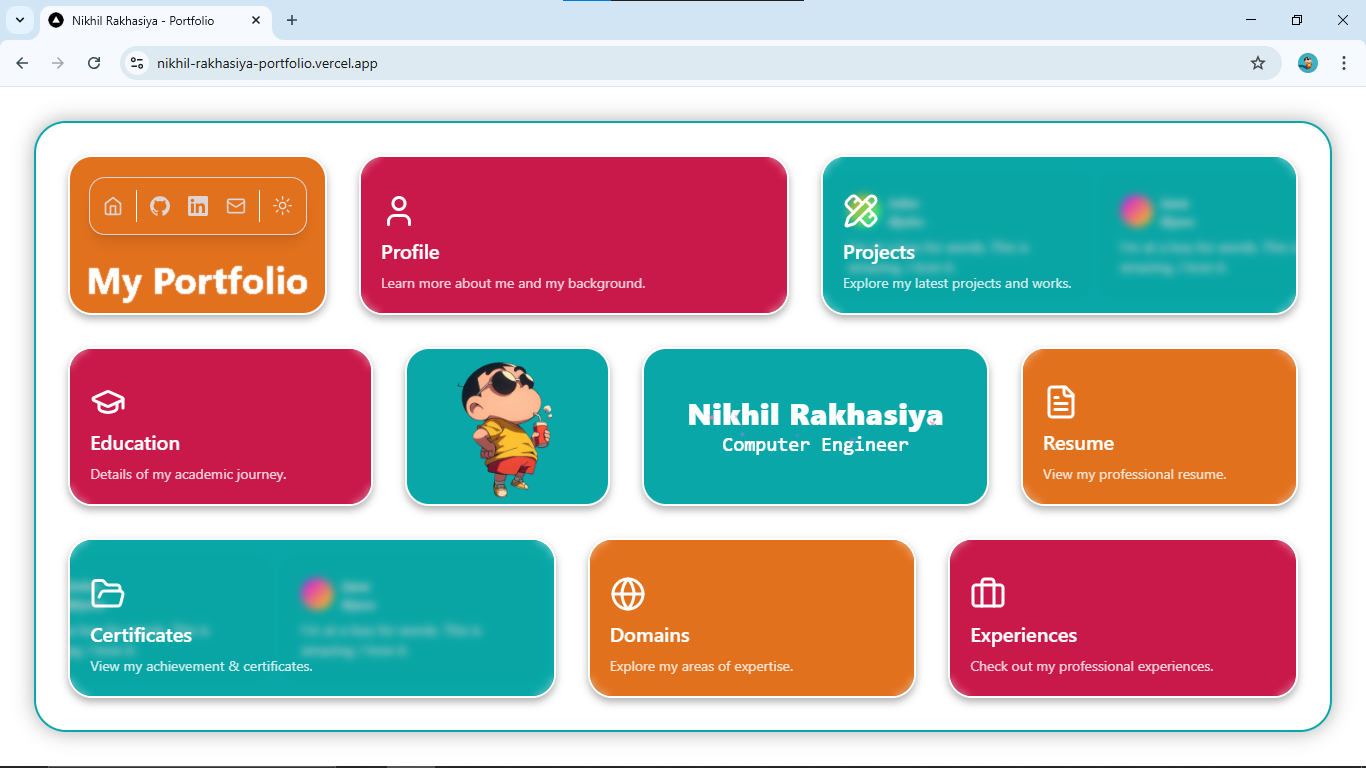 Nikhil Rakhasiya - Portfolio
nikhil-rakhasiya-portfolio.vercel.app
My Portfolio
Profile
Learn more about me and my background.
Projects
Explore my latest projects and works.
Education
Details of my academic journey.
Nikhil Rakhasiya
Computer Engineer
Resume
View my professional resume.
Certificates
View my achievement & certificates.
Domains
Explore my areas of expertise.
Experiences
Check out my professional experiences.